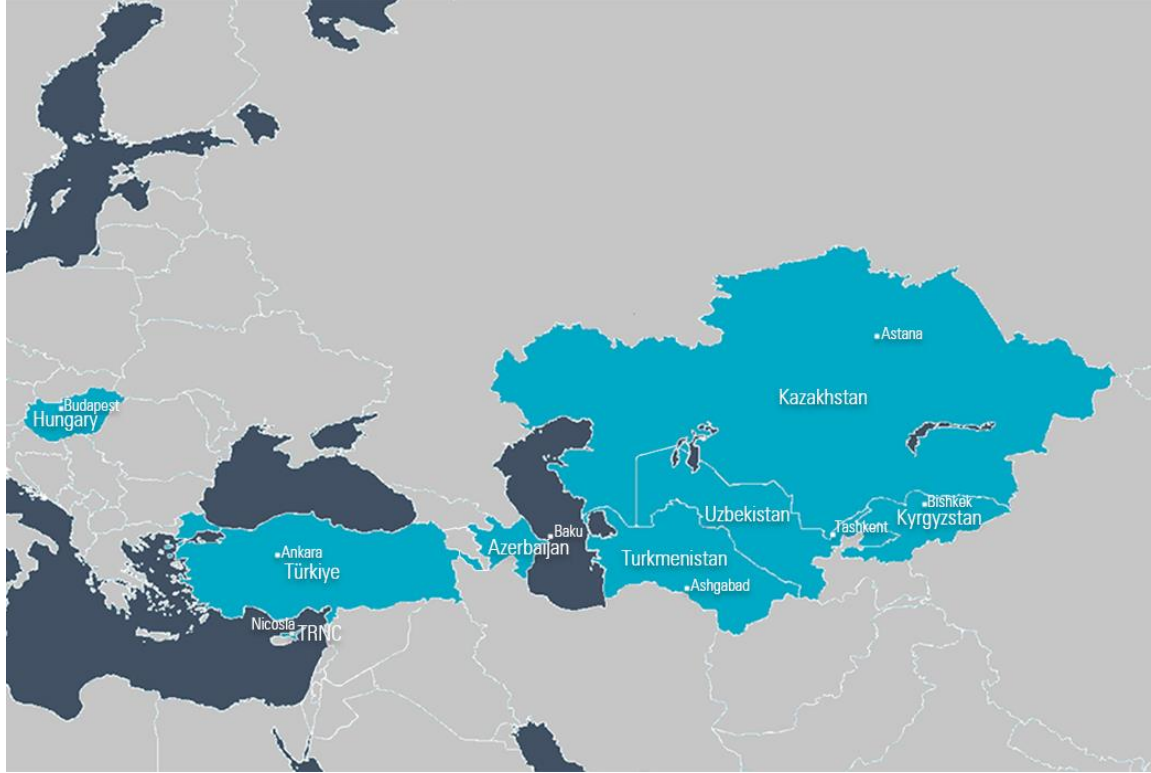 Astana
Kazakhstan
Budapest
Hungary
Bishkek
Uzbekistan
Kyrgyzstan
Tashkent
Baku
Azerbaijan
Ankara
Türkiye
Turkmenistan
Ashgabad
Nicosia
TRNC